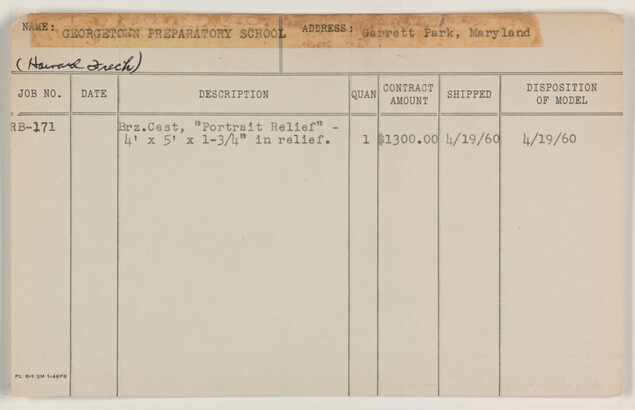 NAME: GEORGETOWN PREPARATORY SCHOOL ADDRESS: Garrett Park, Maryland
(Howard Frech)
JOB NO. DATE DESCRIPTION QUAN CONTRACT AMOUNT SHIPPED DISPOSITION OF MODEL
RB-171 Brz.Cast, "Portrait Relief" -
4' x 5' x 1-3/4" in relief. 1 $1300.00 4/19/60 4/19/60